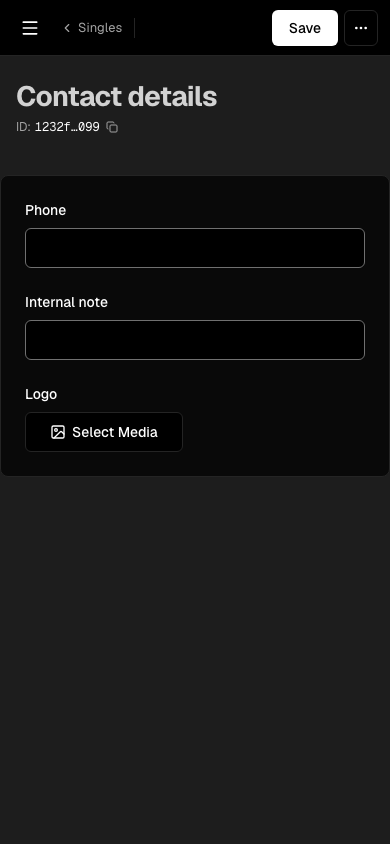 Singles
Save
Contact details
ID: 1232f…099
Phone
Internal note
Logo
Select Media